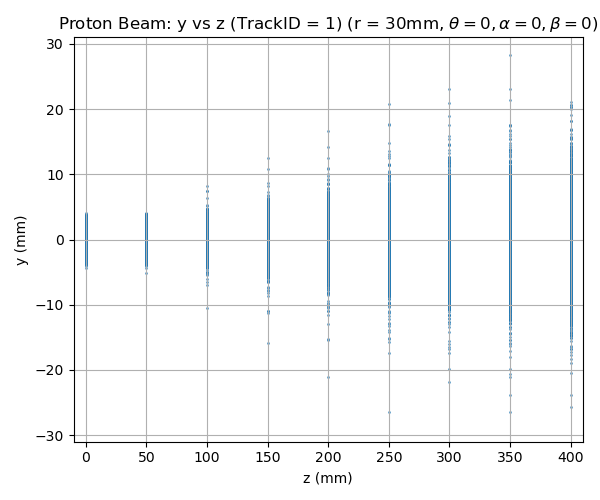 Proton Beam: y vs z (TrackID = 1) (r = 30mm, θ = 0, α = 0, β = 0)
30
20
10
0
−10
−20
−30
y (mm)
0 50 100 150 200 250 300 350 400
z (mm)